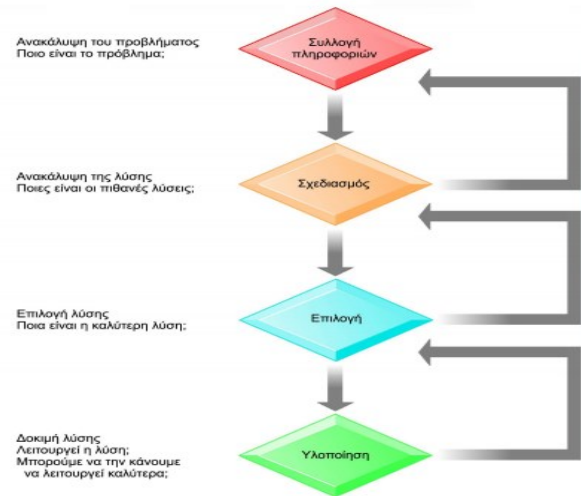 Ανακάλυψη του προβλήματος
Ποιο είναι το πρόβλημα;
Συλλογή
πληροφοριών
Ανακάλυψη της λύσης
Ποιες είναι οι πιθανές λύσεις;
Σχεδιασμός
Επιλογή λύσης
Ποια είναι η καλύτερη λύση;
Επιλογή
Δοκιμή λύσης
Λειτουργεί η λύση;
Μπορούμε να την κάνουμε
να λειτουργεί καλύτερα;
Υλοποίηση